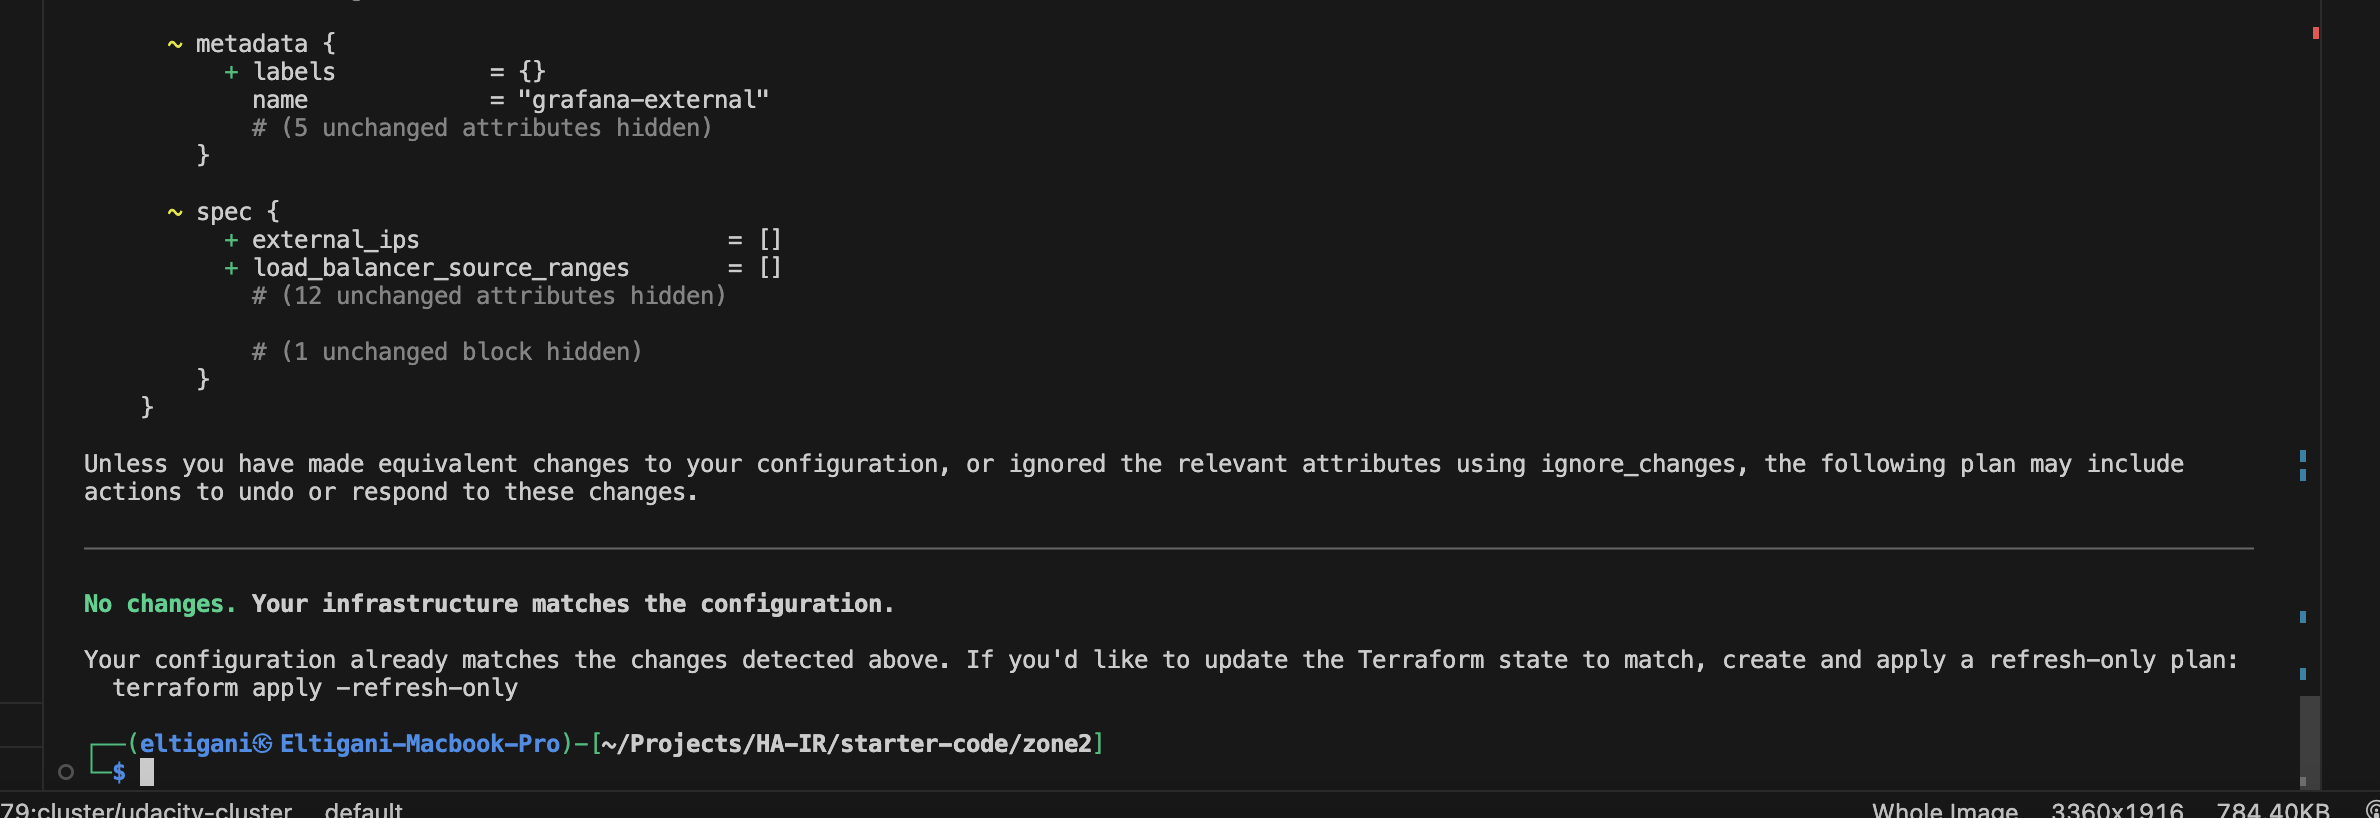 ~ metadata {
+ labels = {}
name = "grafana-external"
# (5 unchanged attributes hidden)
}
~ spec {
+ external_ips = []
+ load_balancer_source_ranges = []
# (12 unchanged attributes hidden)
# (1 unchanged block hidden)
}
}
Unless you have made equivalent changes to your configuration, or ignored the relevant attributes using ignore_changes, the following plan may include
actions to undo or respond to these changes.
No changes. Your infrastructure matches the configuration.
Your configuration already matches the changes detected above. If you'd like to update the Terraform state to match, create and apply a refresh-only plan:
terraform apply -refresh-only
┌──(eltigani㉿Eltigani-Macbook-Pro)-[~/Projects/HA-IR/starter-code/zone2]
└─$
79:cluster/udacity-cluster default Whole Image 3360x1916 784.40KB